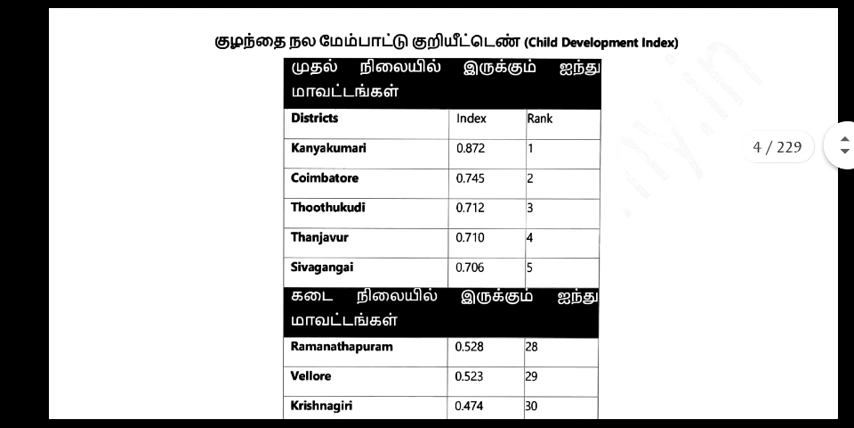 குழந்தை நல மேம்பாட்டு குறியீட்டெண் (Child Development Index)
முதல் நிலையில் இருக்கும் ஐந்து
மாவட்டங்கள்
Districts Index Rank
Kanyakumari 0.872 1
4 / 229
Coimbatore 0.745 2
Thoothukudi 0.712 3
Thanjavur 0.710 4
Sivagangai 0.706 5
கடை நிலையில் இருக்கும் ஐந்து
மாவட்டங்கள்
Ramanathapuram 0.528 28
Vellore 0.523 29
Krishnagiri 0.474 30